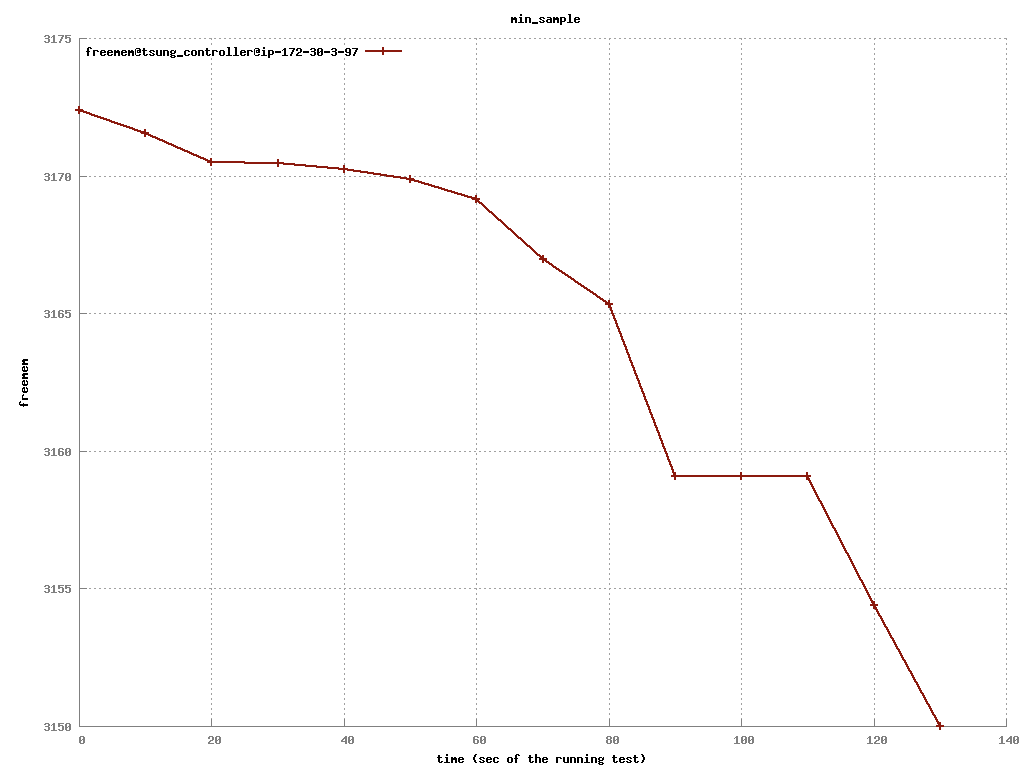 min_sample
freemem@tsung_controller@ip-172-30-3-97
3175
3170
3165
3160
3155
3150
freemem
0 20 40 60 80 100 120 140
time (sec of the running test)